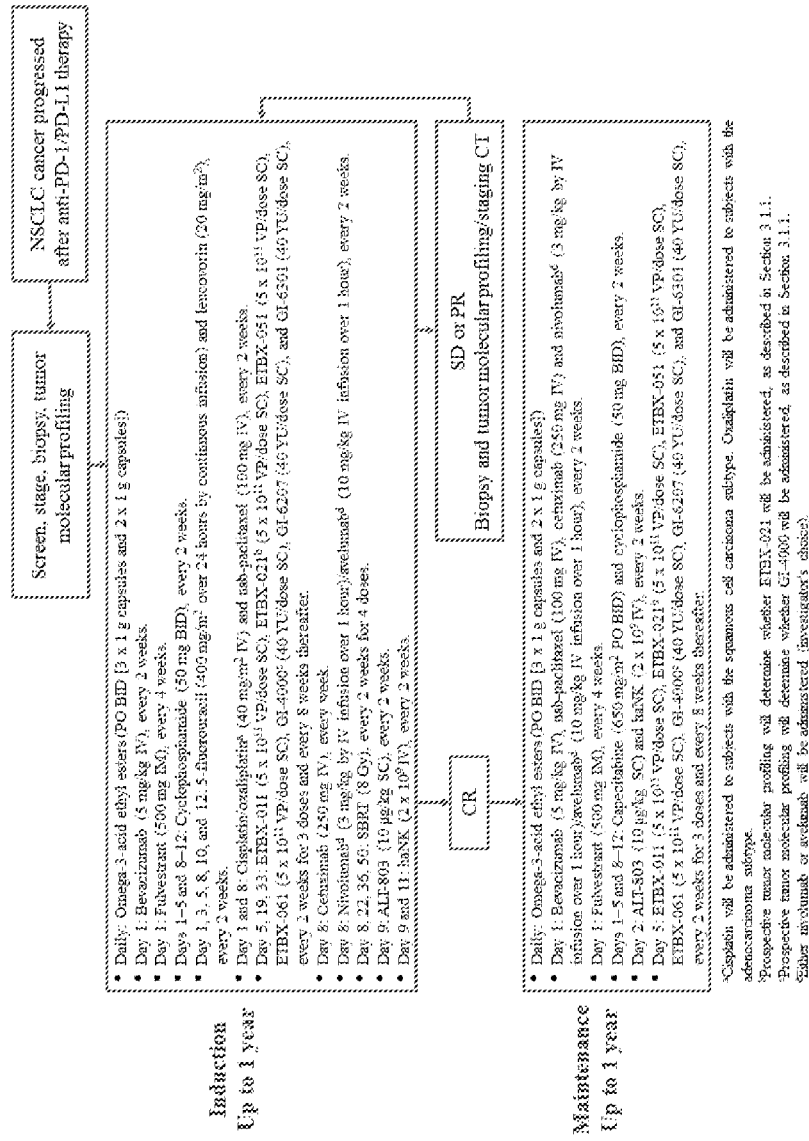 NSCLC cancer progressed
after anti-PD-1/PD-L1 therapy
Screen, stage, biopsy, tumor
molecular profiling
Induction
Up to 1 year
• Daily: Omega-3-acid ethyl esters (PO BID [3 x 1 g capsules and 2 x 1 g capsules])
• Day 1: Bevacizumab (5 mg/kg IV), every 2 weeks.
• Day 1: Fulvestrant (500 mg IM), every 4 weeks.
• Days 1–5 and 8–12: Cyclophosphamide (50 mg BID), every 2 weeks.
• Day 1, 3, 5, 8, 10, and 12: 5-fluorouracil (400 mg/m² over 24 hours by continuous infusion) and leucovorin (20 mg/m²),
every 2 weeks.
• Day 1 and 8: Cisplatin/oxaliplatinᵃ (40 mg/m² IV) and nab-paclitaxel (100 mg IV), every 2 weeks.
• Day 5, 19, 33: ETBX-011 (5 x 10¹¹ VP/dose SC), ETBX-021ᵇ (5 x 10¹¹ VP/dose SC), ETBX-051 (5 x 10¹¹ VP/dose SC),
ETBX-061 (5 x 10¹¹ VP/dose SC), GI-4000ᶜ (40 YU/dose SC), GI-6207 (40 YU/dose SC), and GI-6301 (40 YU/dose SC),
every 2 weeks for 3 doses and every 8 weeks thereafter.
• Day 8: Cetuximab (250 mg IV), every week.
• Day 8: Nivolumabᵈ (3 mg/kg by IV infusion over 1 hour)/avelumabᵈ (10 mg/kg IV infusion over 1 hour), every 2 weeks.
• Day 8, 22, 36, 50: SBRT (8 Gy), every 2 weeks for 4 doses.
• Day 9: ALT-803 (10 µg/kg SC), every 2 weeks.
• Day 9 and 11: haNK (2 x 10⁹ IV), every 2 weeks
CR
SD or PR
Biopsy and tumor molecular profiling/staging CT
Maintenance
Up to 1 year
• Daily: Omega-3-acid ethyl esters (PO BID [3 x 1 g capsules and 2 x 1 g capsules])
• Day 1: Bevacizumab (5 mg/kg IV), nab-paclitaxel (100 mg IV), cetuximab (250 mg IV) and nivolumabᵈ (3 mg/kg by IV
infusion over 1 hour)/avelumabᵈ (10 mg/kg IV infusion over 1 hour), every 2 weeks.
• Day 1: Fulvestrant (500 mg IM), every 4 weeks.
• Days 1–5 and 8–12: Capecitabine (650 mg/m² PO BID) and cyclophosphamide (50 mg BID), every 2 weeks.
• Day 2: ALT-803 (10 µg/kg SC) and haNK (2 x 10⁹ IV), every 2 weeks.
• Day 5: ETBX-011 (5 x 10¹¹ VP/dose SC), ETBX-021ᵇ (5 x 10¹¹ VP/dose SC), ETBX-051 (5 x 10¹¹ VP/dose SC),
ETBX-061 (5 x 10¹¹ VP/dose SC), GI-4000ᶜ (40 YU/dose SC), GI-6207 (40 YU/dose SC), and GI-6301 (40 YU/dose SC),
every 2 weeks for 3 doses and every 8 weeks thereafter.
ᵃCisplatin will be administered to subjects with the squamous cell carcinoma subtype. Oxaliplatin will be administered to subjects with the
adenocarcinoma subtype.
ᵇProspective tumor molecular profiling will determine whether ETBX-021 will be administered, as described in Section 3.1.1.
ᶜProspective tumor molecular profiling will determine whether GI-4000 will be administered, as described in Section 3.1.1.
ᵈEither nivolumab or avelumab will be administered (investigator's choice).